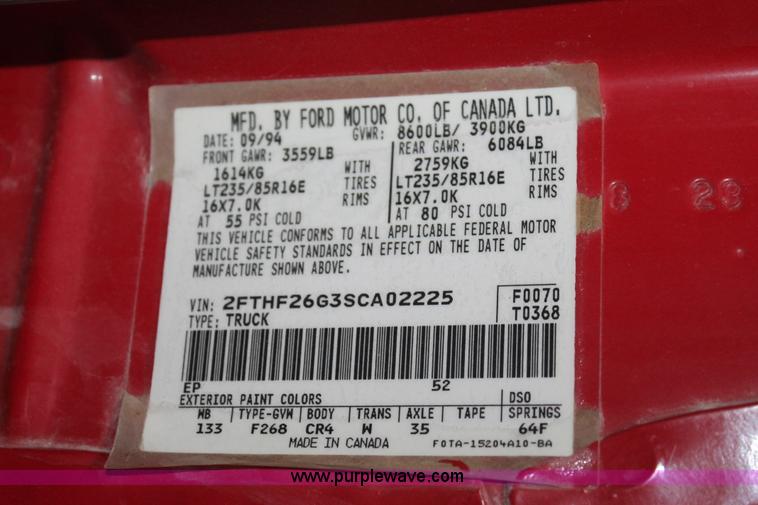 MFD. BY FORD MOTOR CO. OF CANADA LTD.
DATE: 09/94 GVWR: 8600LB/ 3900KG
FRONT GAWR: 3559LB REAR GAWR: 6084LB
1614KG WITH 2759KG WITH
LT235/85R16E TIRES LT235/85R16E TIRES
16X7.0K RIMS 16X7.0K RIMS
AT 55 PSI COLD AT 80 PSI COLD
THIS VEHICLE CONFORMS TO ALL APPLICABLE FEDERAL MOTOR
VEHICLE SAFETY STANDARDS IN EFFECT ON THE DATE OF
MANUFACTURE SHOWN ABOVE.
VIN: 2FTHF26G3SCA02225 F0070
TYPE: TRUCK T0368
EP 52
EXTERIOR PAINT COLORS DSO
WB TYPE-GVW BODY TRANS AXLE TAPE SPRINGS
133 F268 CR4 W 35 64F
MADE IN CANADA F0TA-15204A10-BA
www.purplewave.com